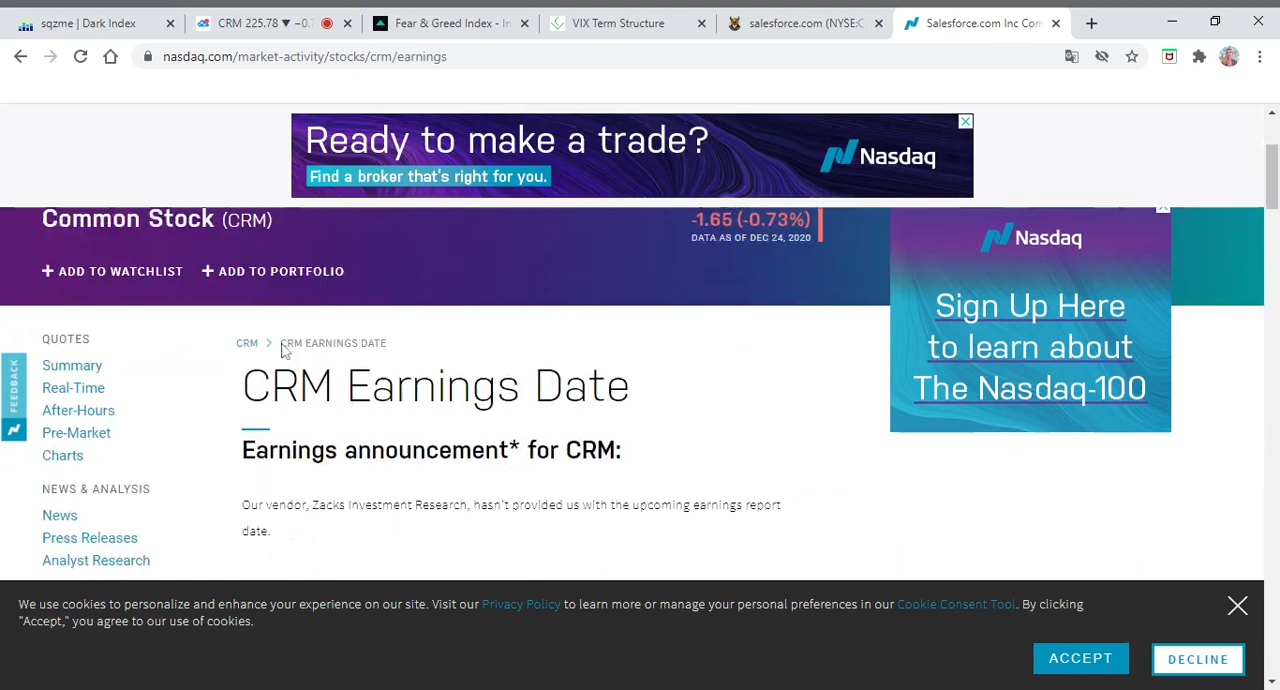 sqzme | Dark Index
CRM 225.78 ▼ -0.7
Fear & Greed Index - In
VIX Term Structure
salesforce.com (NYSE:C
Salesforce.com Inc Com
nasdaq.com/market-activity/stocks/crm/earnings
Ready to make a trade?
Find a broker that's right for you.
Nasdaq
Common Stock (CRM)
-1.65 (-0.73%)
DATA AS OF DEC 24, 2020
+ ADD TO WATCHLIST
+ ADD TO PORTFOLIO
Nasdaq
Sign Up Here
to learn about
The Nasdaq-100
FEEDBACK
QUOTES
Summary
Real-Time
After-Hours
Pre-Market
Charts
NEWS & ANALYSIS
News
Press Releases
Analyst Research
CRM > CRM EARNINGS DATE
CRM Earnings Date
Earnings announcement* for CRM:
Our vendor, Zacks Investment Research, hasn't provided us with the upcoming earnings report
date.
We use cookies to personalize and enhance your experience on our site. Visit our Privacy Policy to learn more or manage your personal preferences in our Cookie Consent Tool. By clicking
"Accept," you agree to our use of cookies.
ACCEPT
DECLINE